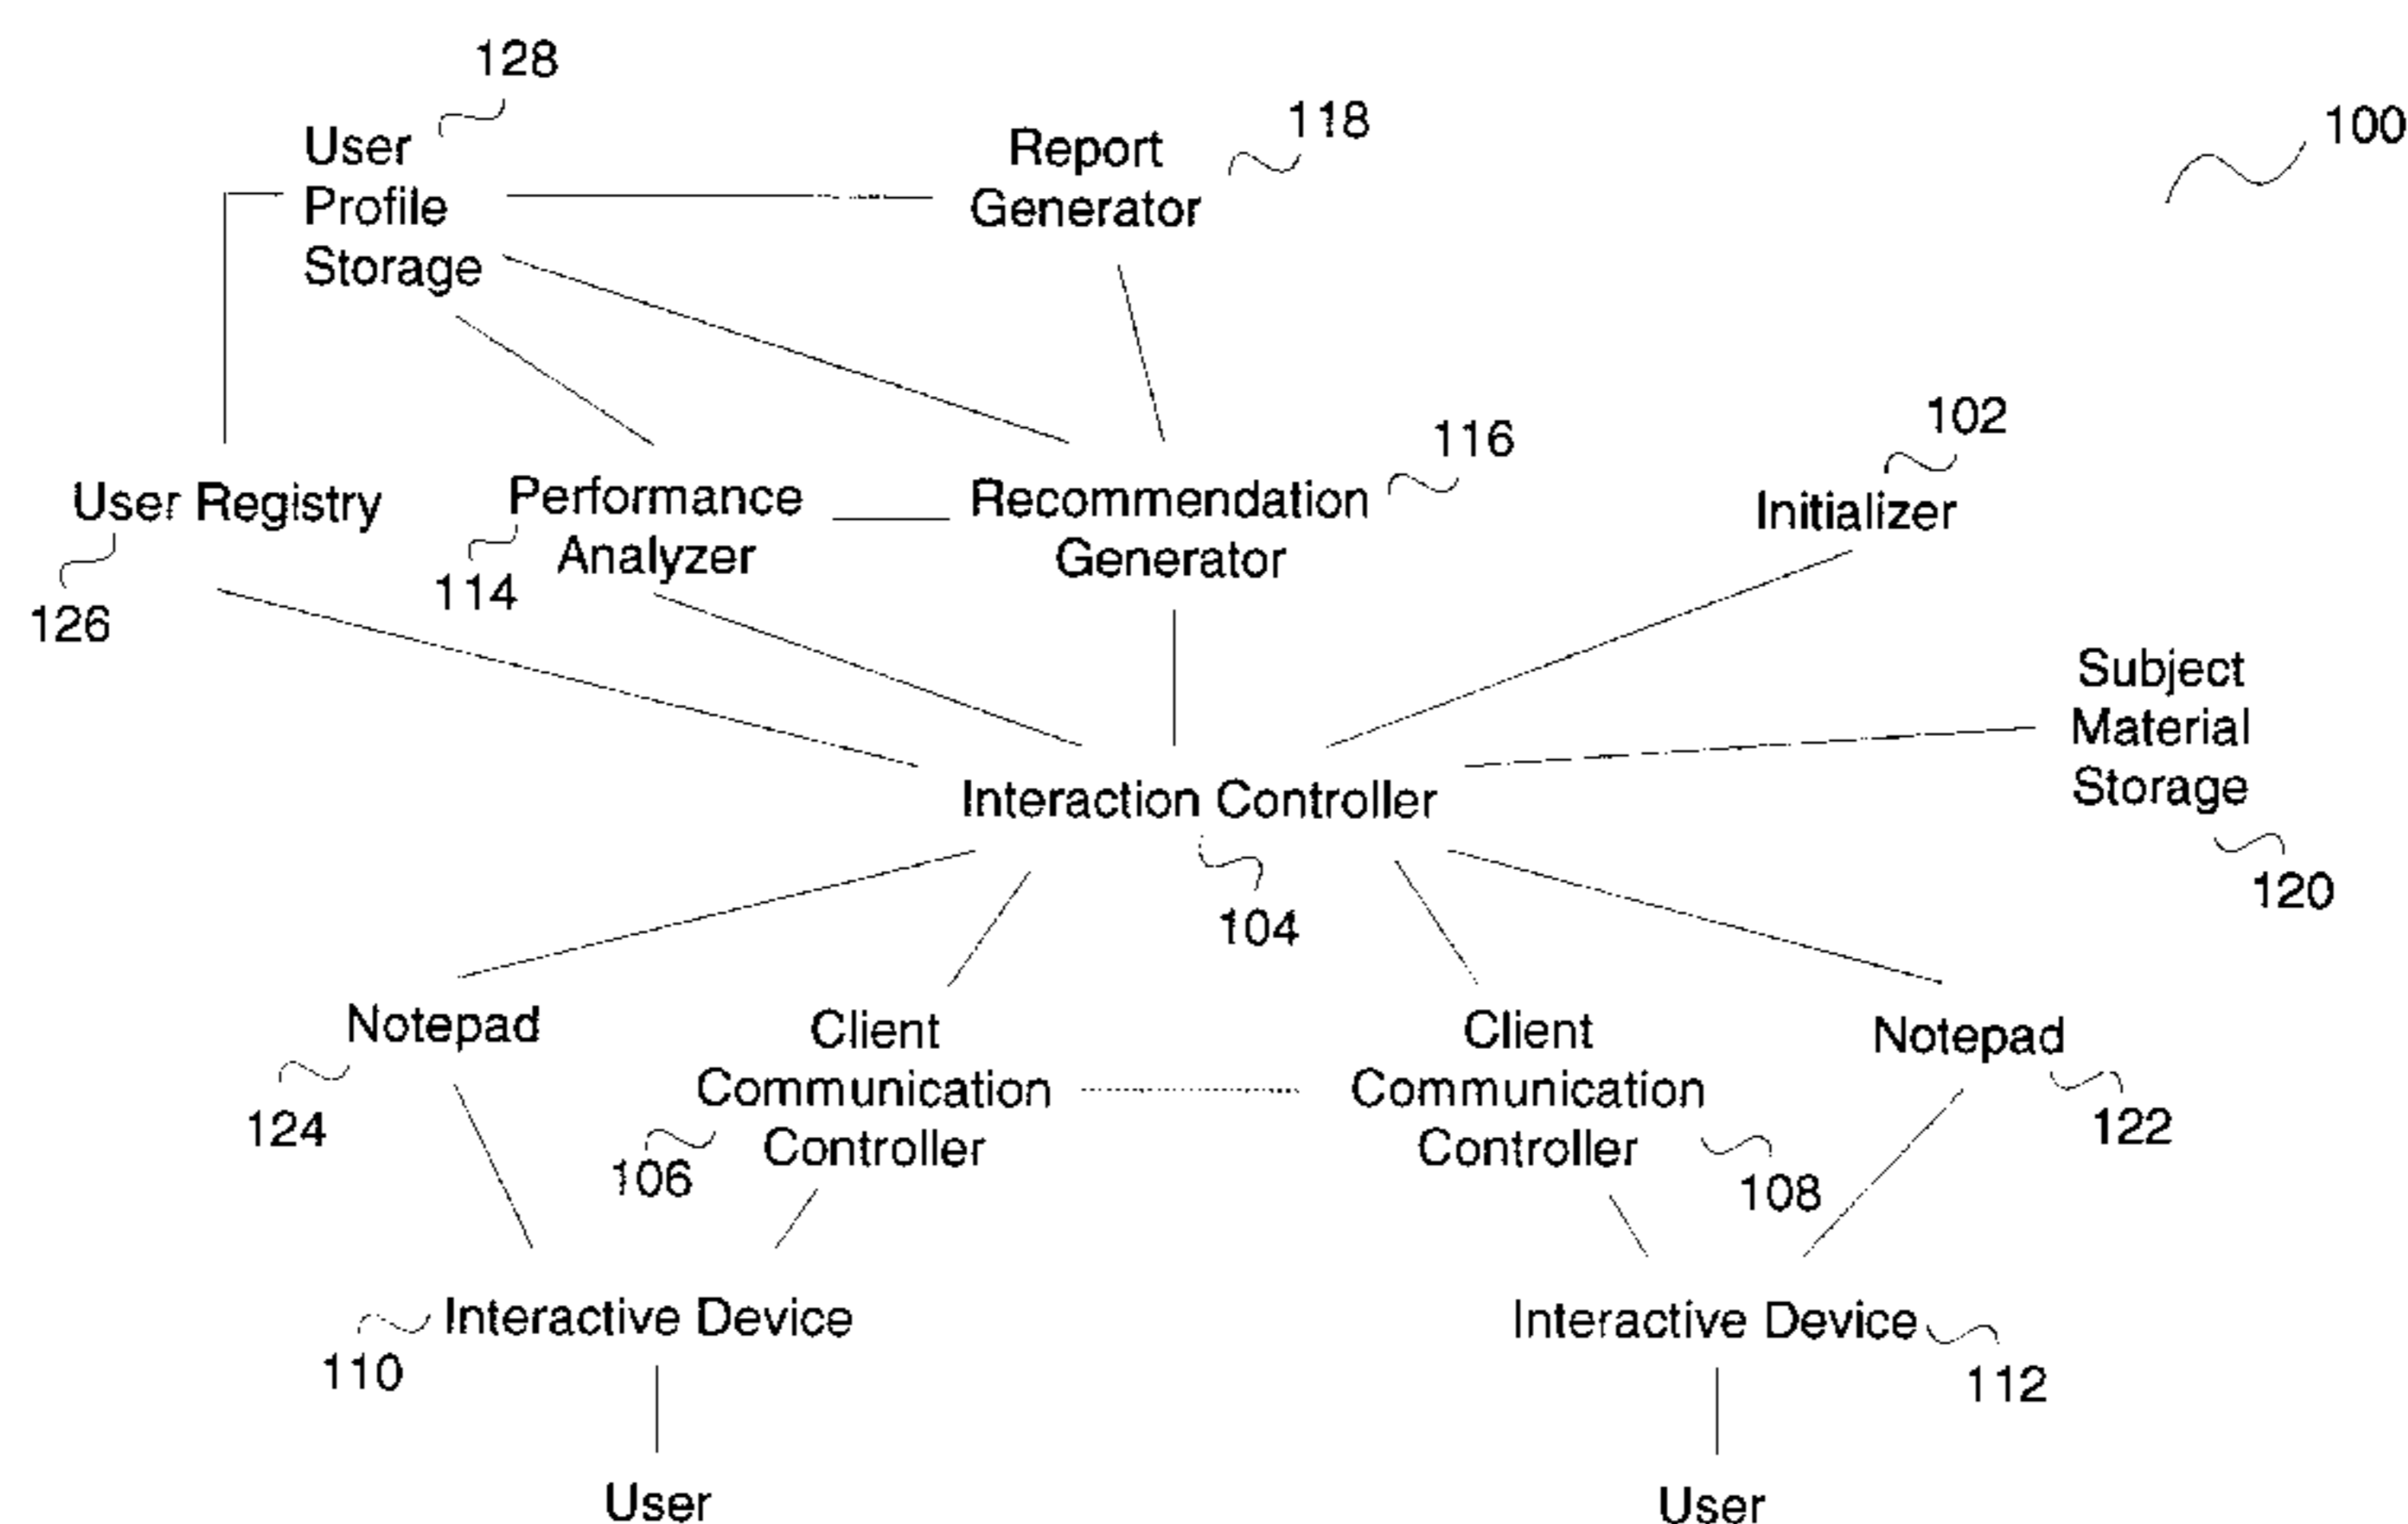 128
User
Profile
Storage
Report
Generator
118
100
User Registry
126
Performance
Analyzer
114
Recommendation
Generator
116
102
Initializer
Subject
Material
Storage
120
Interaction Controller
104
Notepad
124
Client
Communication
Controller
106
Client
Communication
Controller
108
Notepad
122
Interactive Device
110
Interactive Device
112
User
User